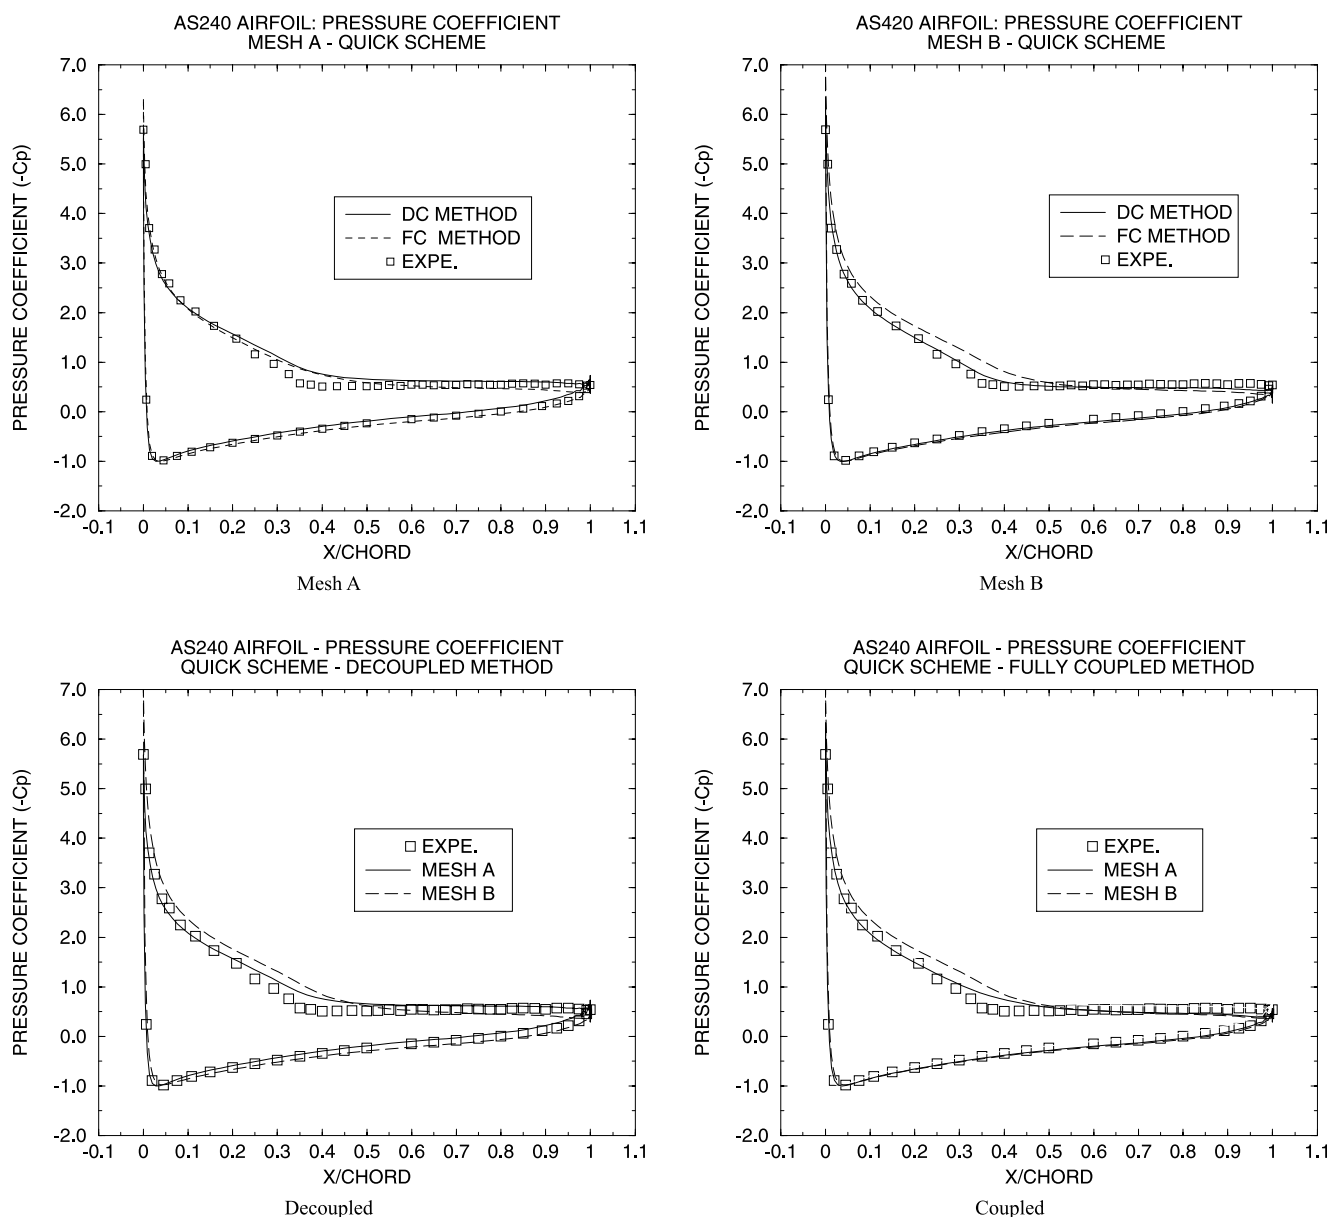 AS240 AIRFOIL: PRESSURE COEFFICIENT
MESH A - QUICK SCHEME
7.0
6.0
5.0
4.0
3.0
2.0
1.0
0.0
-1.0
-2.0
PRESSURE COEFFICIENT (-Cp)
DC METHOD
FC METHOD
EXPE.
-0.1 0 0.1 0.2 0.3 0.4 0.5 0.6 0.7 0.8 0.9 1 1.1
X/CHORD
Mesh A
AS420 AIRFOIL: PRESSURE COEFFICIENT
MESH B - QUICK SCHEME
7.0
6.0
5.0
4.0
3.0
2.0
1.0
0.0
-1.0
-2.0
PRESSURE COEFFICIENT (-Cp)
DC METHOD
FC METHOD
EXPE.
-0.1 0 0.1 0.2 0.3 0.4 0.5 0.6 0.7 0.8 0.9 1 1.1
X/CHORD
Mesh B
AS240 AIRFOIL - PRESSURE COEFFICIENT
QUICK SCHEME - DECOUPLED METHOD
7.0
6.0
5.0
4.0
3.0
2.0
1.0
0.0
-1.0
-2.0
PRESSURE COEFFICIENT (-Cp)
EXPE.
MESH A
MESH B
-0.1 0 0.1 0.2 0.3 0.4 0.5 0.6 0.7 0.8 0.9 1 1.1
X/CHORD
Decoupled
AS240 AIRFOIL - PRESSURE COEFFICIENT
QUICK SCHEME - FULLY COUPLED METHOD
7.0
6.0
5.0
4.0
3.0
2.0
1.0
0.0
-1.0
-2.0
PRESSURE COEFFICIENT (-Cp)
EXPE.
MESH A
MESH B
-0.1 0 0.1 0.2 0.3 0.4 0.5 0.6 0.7 0.8 0.9 1 1.1
X/CHORD
Coupled